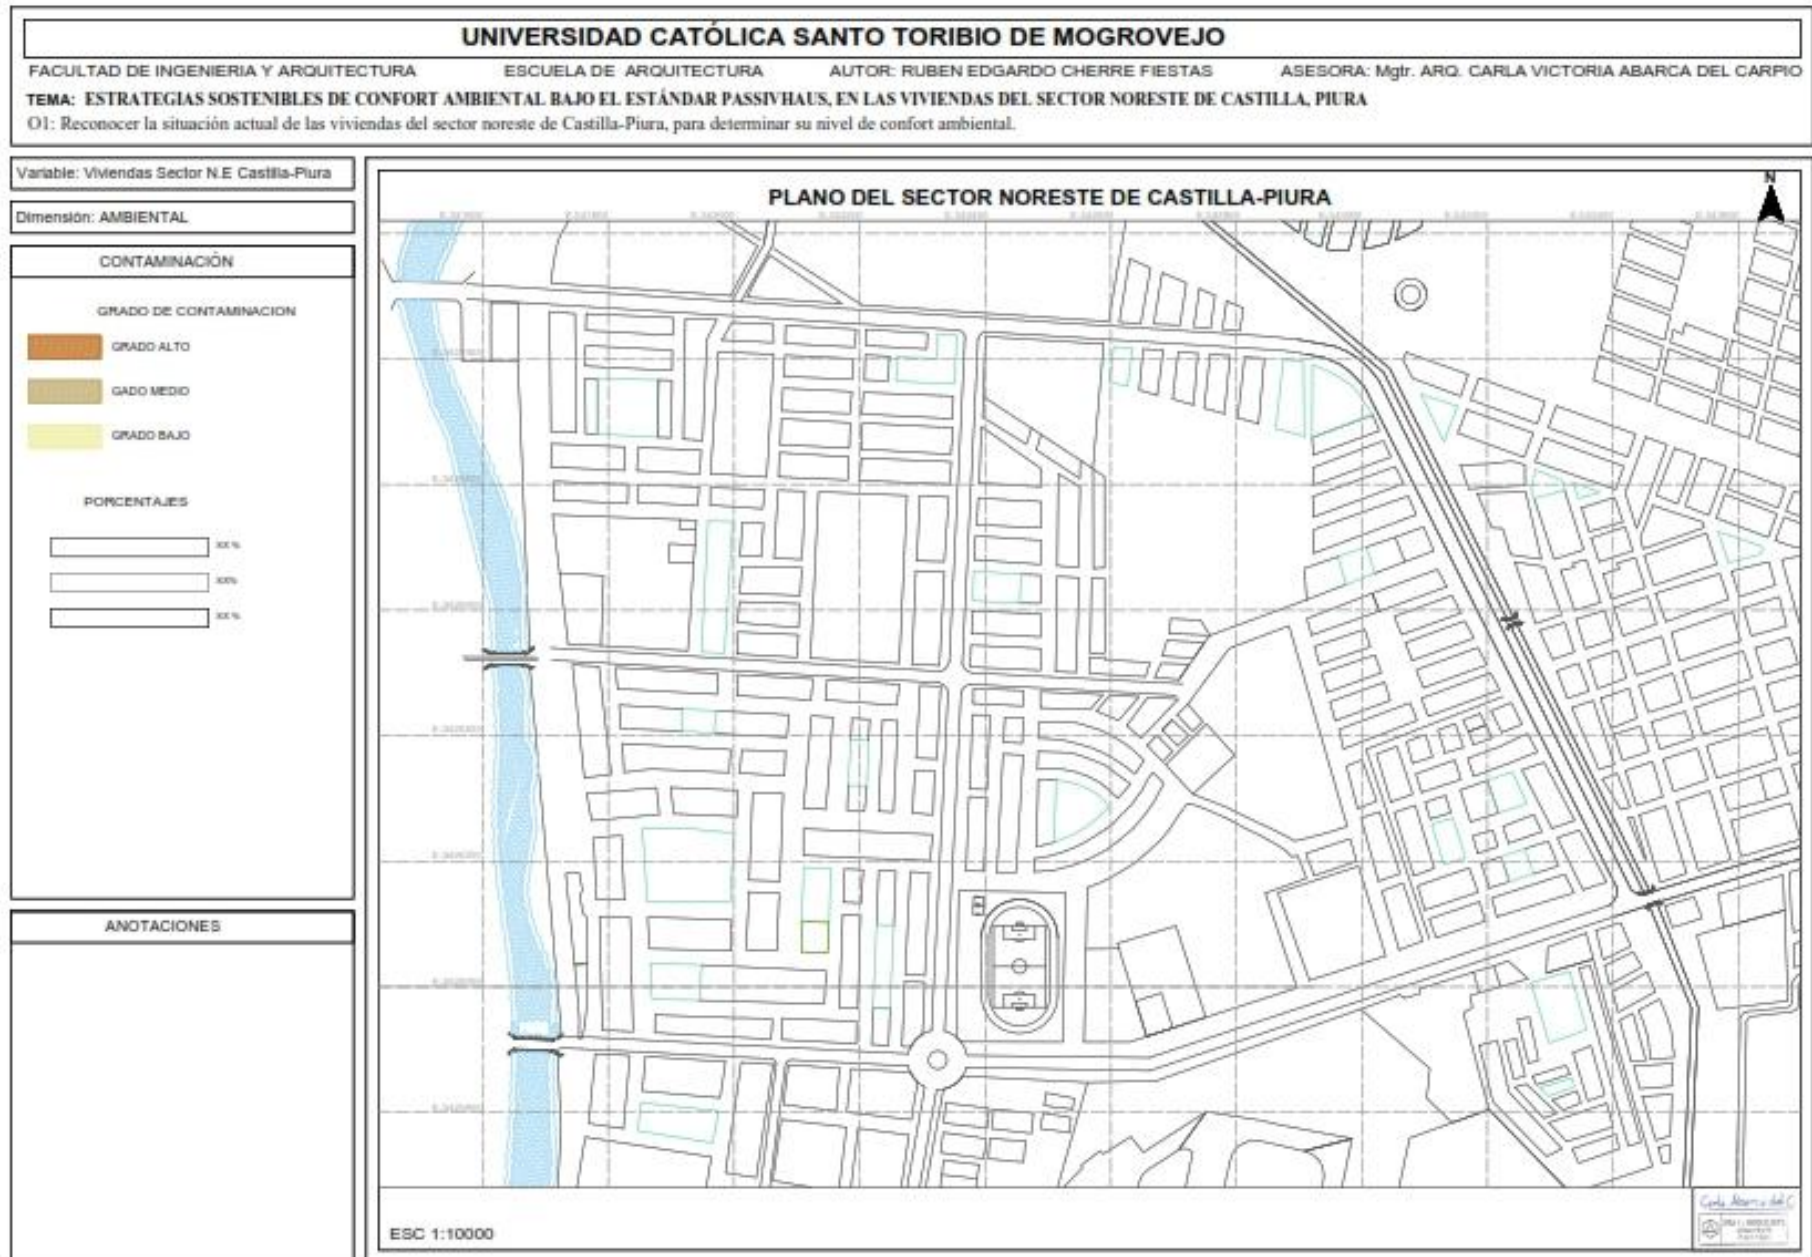 UNIVERSIDAD CATÓLICA SANTO TORIBIO DE MOGROVEJO
FACULTAD DE INGENIERIA Y ARQUITECTURA ESCUELA DE ARQUITECTURA AUTOR: RUBEN EDGARDO CHERRE FIESTAS ASESORA: Mgtr. ARQ. CARLA VICTORIA ABARCA DEL CARPIO
TEMA: ESTRATEGIAS SOSTENIBLES DE CONFORT AMBIENTAL BAJO EL ESTÁNDAR PASSIVHAUS, EN LAS VIVIENDAS DEL SECTOR NORESTE DE CASTILLA, PIURA
O1: Reconocer la situación actual de las viviendas del sector noreste de Castilla-Piura, para determinar su nivel de confort ambiental.
Variable: Viviendas Sector N.E Castilla-Piura
Dimensión: AMBIENTAL
CONTAMINACIÓN
GRADO DE CONTAMINACION
GRADO ALTO
GADO MEDIO
GRADO BAJO
PORCENTAJES
XX %
XX%
XX %
ANOTACIONES
PLANO DEL SECTOR NORESTE DE CASTILLA-PIURA
N
ESC 1:10000